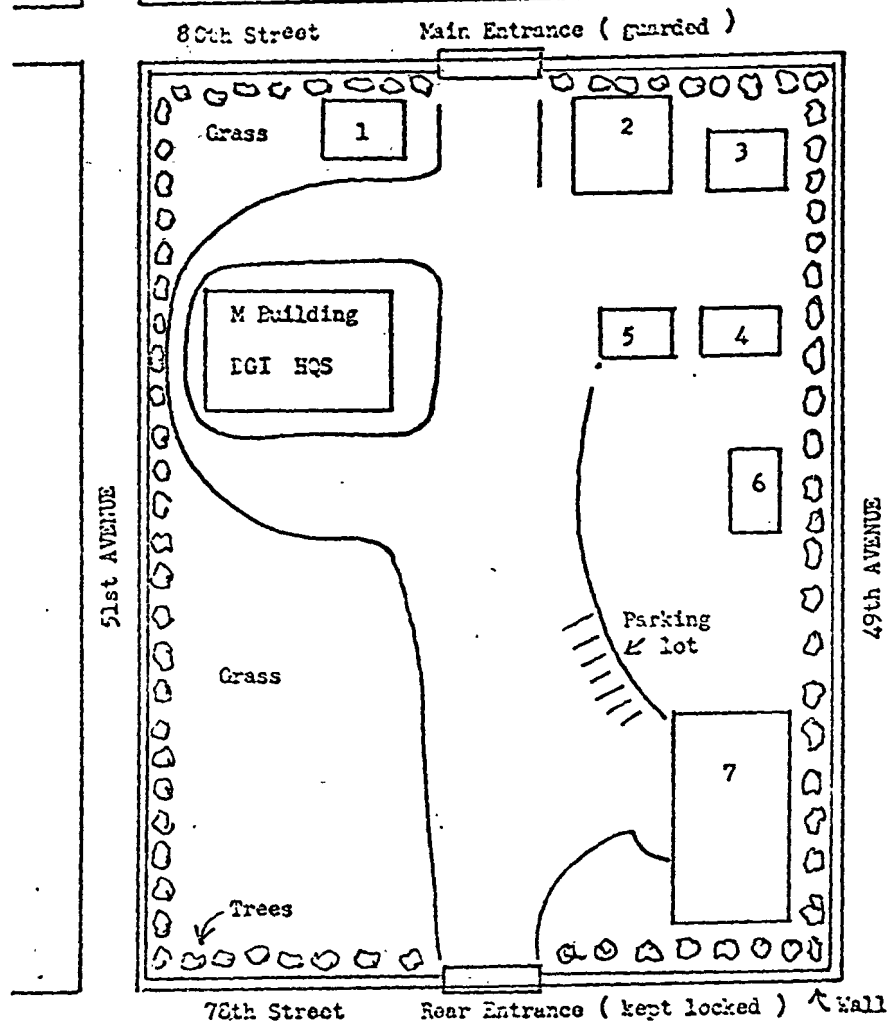 80th Street
Main Entrance ( guarded )
Grass
1
2
3
M Building
DGI HQS
5
4
6
51st AVENUE
49th AVENUE
Parking
lot
Grass
7
Trees
78th Street
Rear Entrance ( kept locked )
Wall